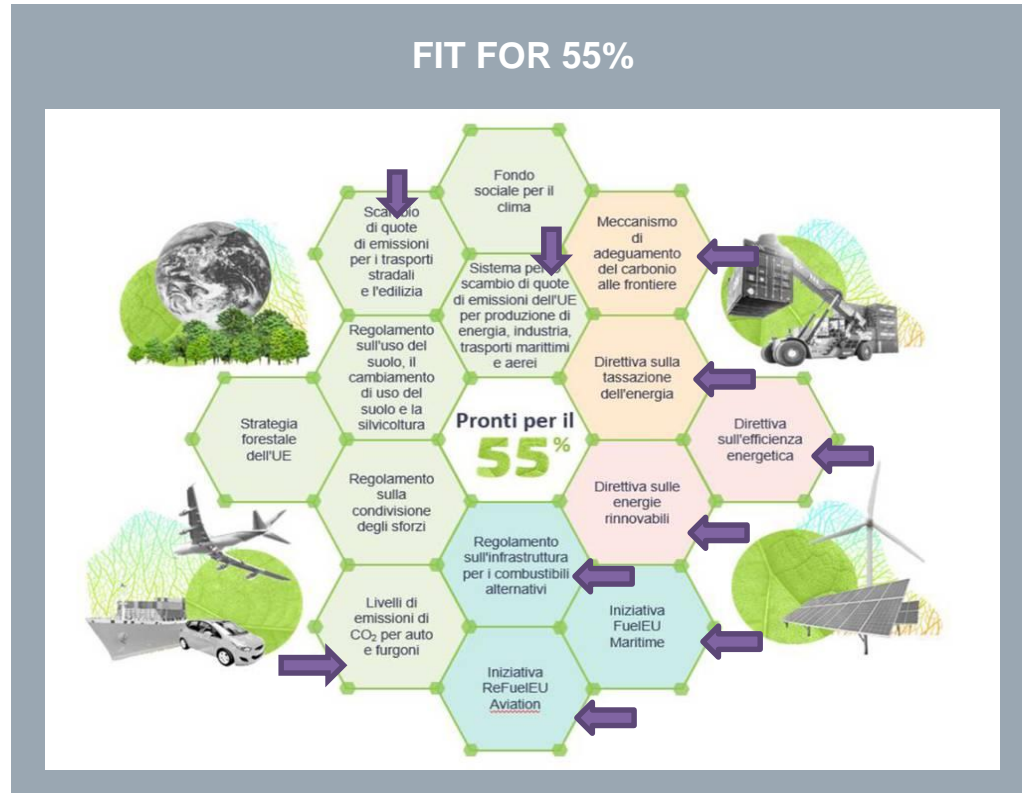 FIT FOR 55%
Fondo
sociale per il
clima
Scambio
di quote
di emissioni
per i trasporti
stradali
e l'edilizia
Meccanismo
di
adeguamento
del carbonio
alle frontiere
Sistema per lo
scambio di quote
di emissioni dell'UE
per produzione di
energia, industria,
trasporti marittimi
e aerei
Regolamento
sull'uso del
suolo, il
cambiamento
di uso del
suolo e la
silvicoltura
Direttiva sulla
tassazione
dell'energia
Strategia
forestale
dell'UE
Pronti per il
55%
Direttiva
sull'efficienza
energetica
Regolamento
sulla
condivisione
degli sforzi
Direttiva sulle
energie
rinnovabili
Regolamento
sull'infrastruttura
per i combustibili
alternativi
Livelli di
emissioni di
CO₂ per auto
e furgoni
Iniziativa
FuelEU
Maritime
Iniziativa
ReFuelEU
Aviation